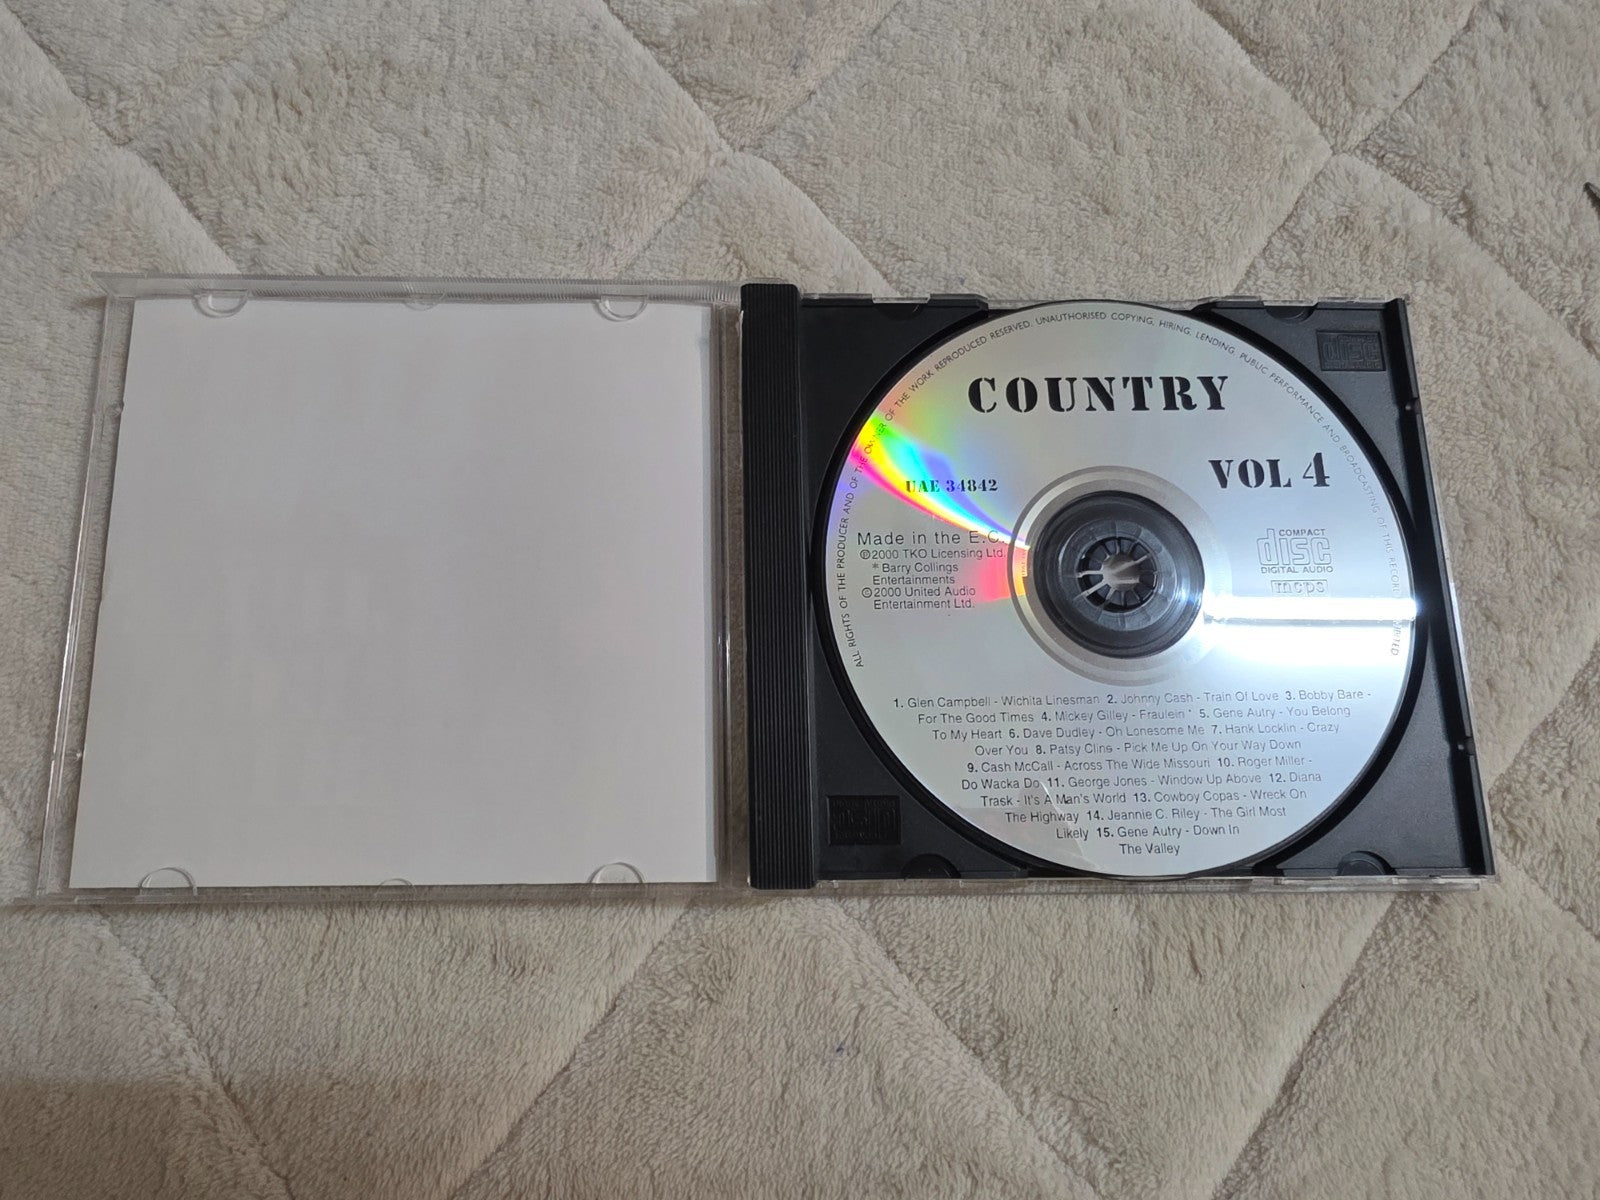 ALL RIGHTS OF THE PRODUCER AND OF THE OWNER OF THE WORK REPRODUCED RESERVED. UNAUTHORISED COPYING, HIRING, LENDING, PUBLIC PERFORMANCE AND BROADCASTING OF THIS
COUNTRY
VOL 4
UAE 34842
Made in the E.C.
℗2000 TKO Licensing Ltd.
* Barry Collings
Entertainments
©2000 United Audio
Entertainment Ltd.
COMPACT
disc
DIGITAL AUDIO
mcps
1. Glen Campbell - Wichita Linesman 2. Johnny Cash - Train Of Love 3. Bobby Bare -
For The Good Times 4. Mickey Gilley - Fraulein * 5. Gene Autry - You Belong
To My Heart 6. Dave Dudley - Oh Lonesome Me 7. Hank Locklin - Crazy
Over You 8. Patsy Cline - Pick Me Up On Your Way Down
9. Cash McCall - Across The Wide Missouri 10. Roger Miller -
Do Wacka Do 11. George Jones - Window Up Above 12. Diana
Trask - It's A Man's World 13. Cowboy Copas - Wreck On
The Highway 14. Jeannie C. Riley - The Girl Most
Likely 15. Gene Autry - Down In
The Valley